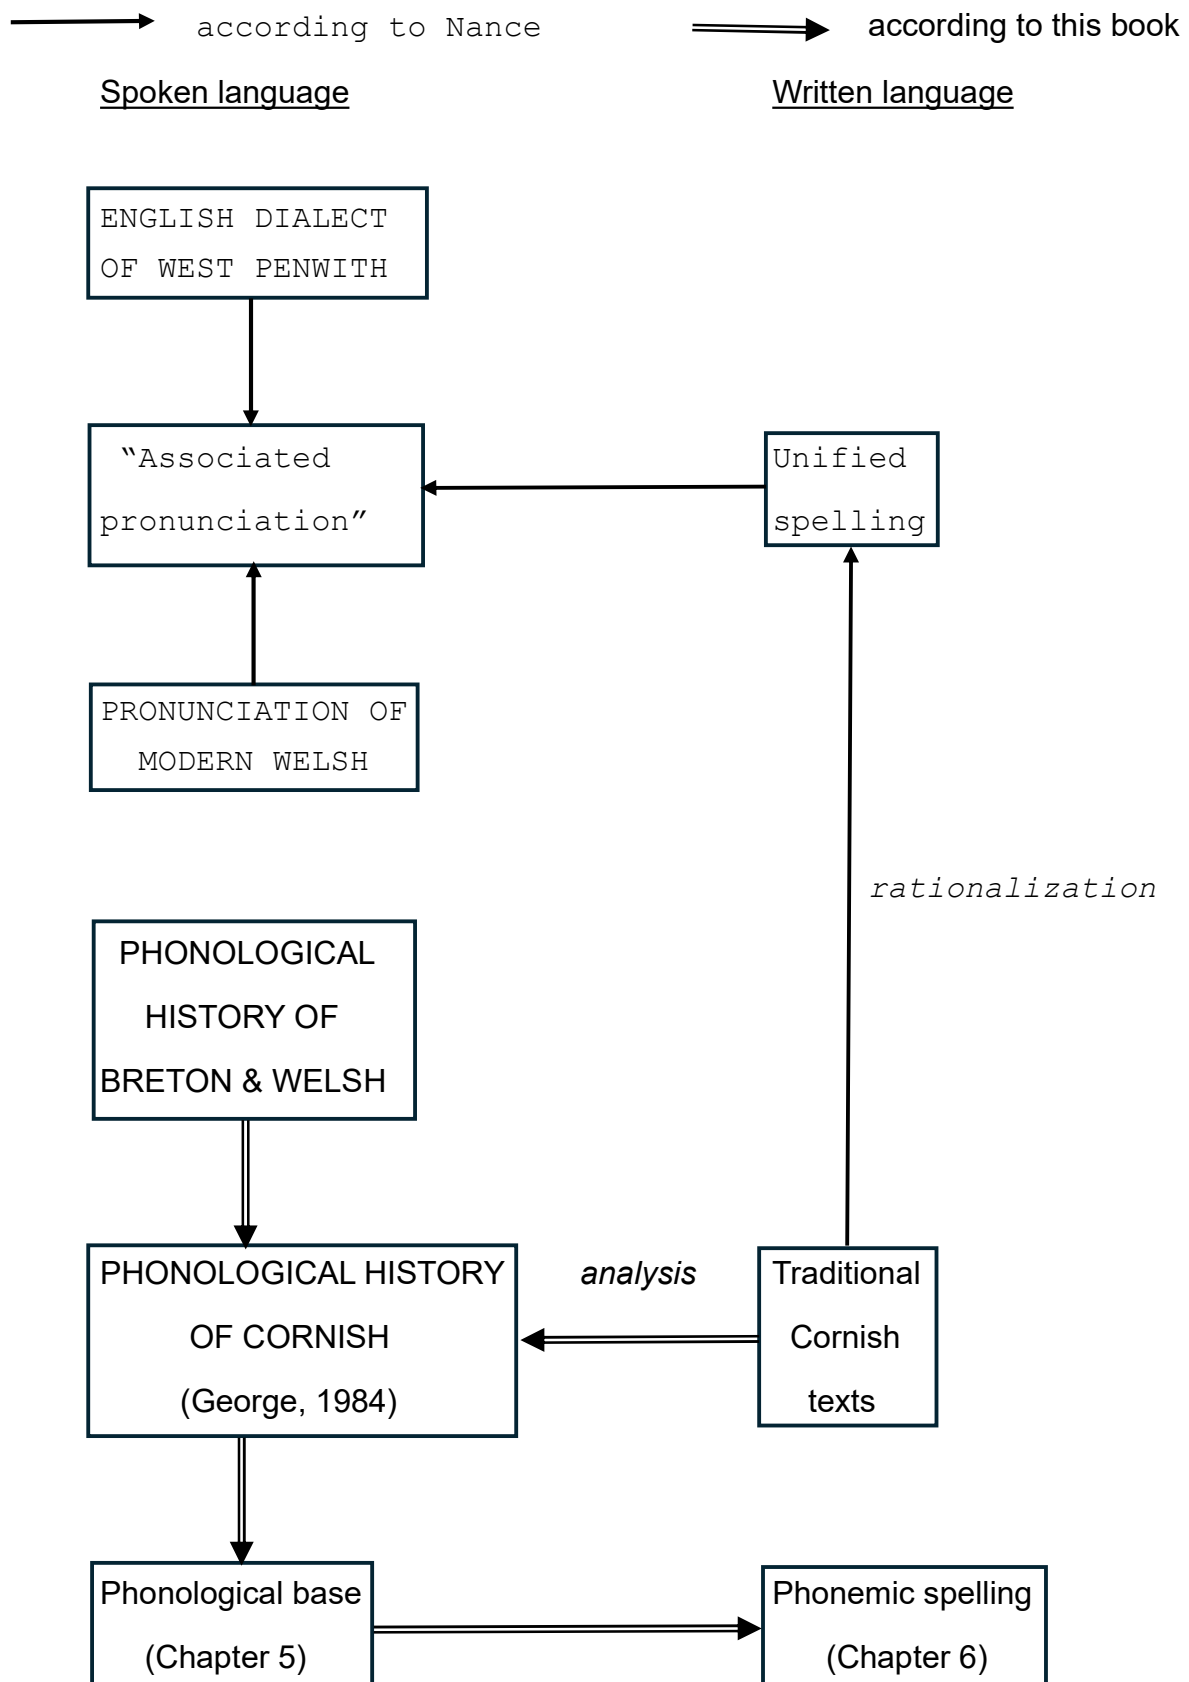 according to Nance
according to this book
Spoken language
Written language
ENGLISH DIALECT
OF WEST PENWITH
“Associated
pronunciation”
Unified
spelling
PRONUNCIATION OF
MODERN WELSH
rationalization
PHONOLOGICAL
HISTORY OF
BRETON & WELSH
PHONOLOGICAL HISTORY
OF CORNISH
(George, 1984)
analysis
Traditional
Cornish
texts
Phonological base
(Chapter 5)
Phonemic spelling
(Chapter 6)